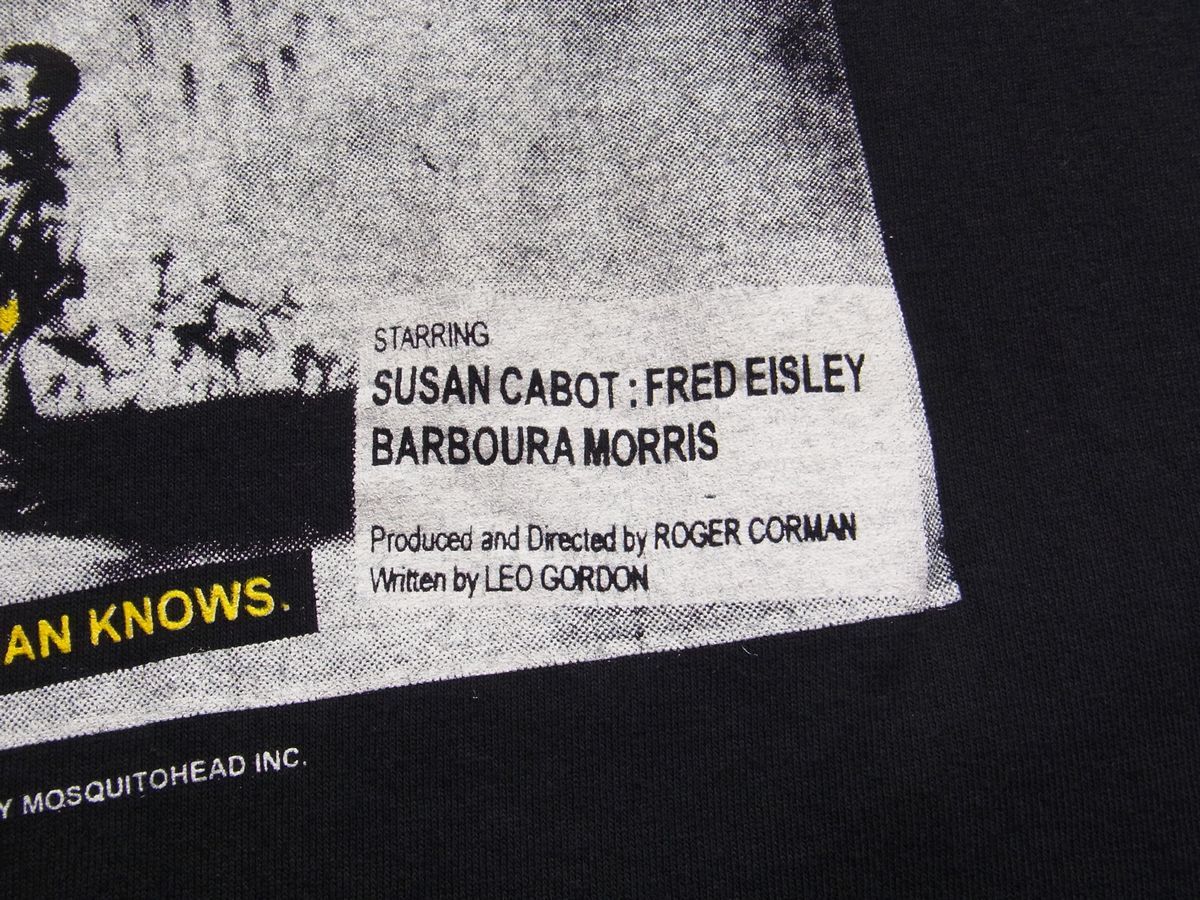 STARRING
SUSAN CABOT : FRED EISLEY
BARBOURA MORRIS
Produced and Directed by ROGER CORMAN
Written by LEO GORDON
AN KNOWS.
Y MOSQUITOHEAD INC.